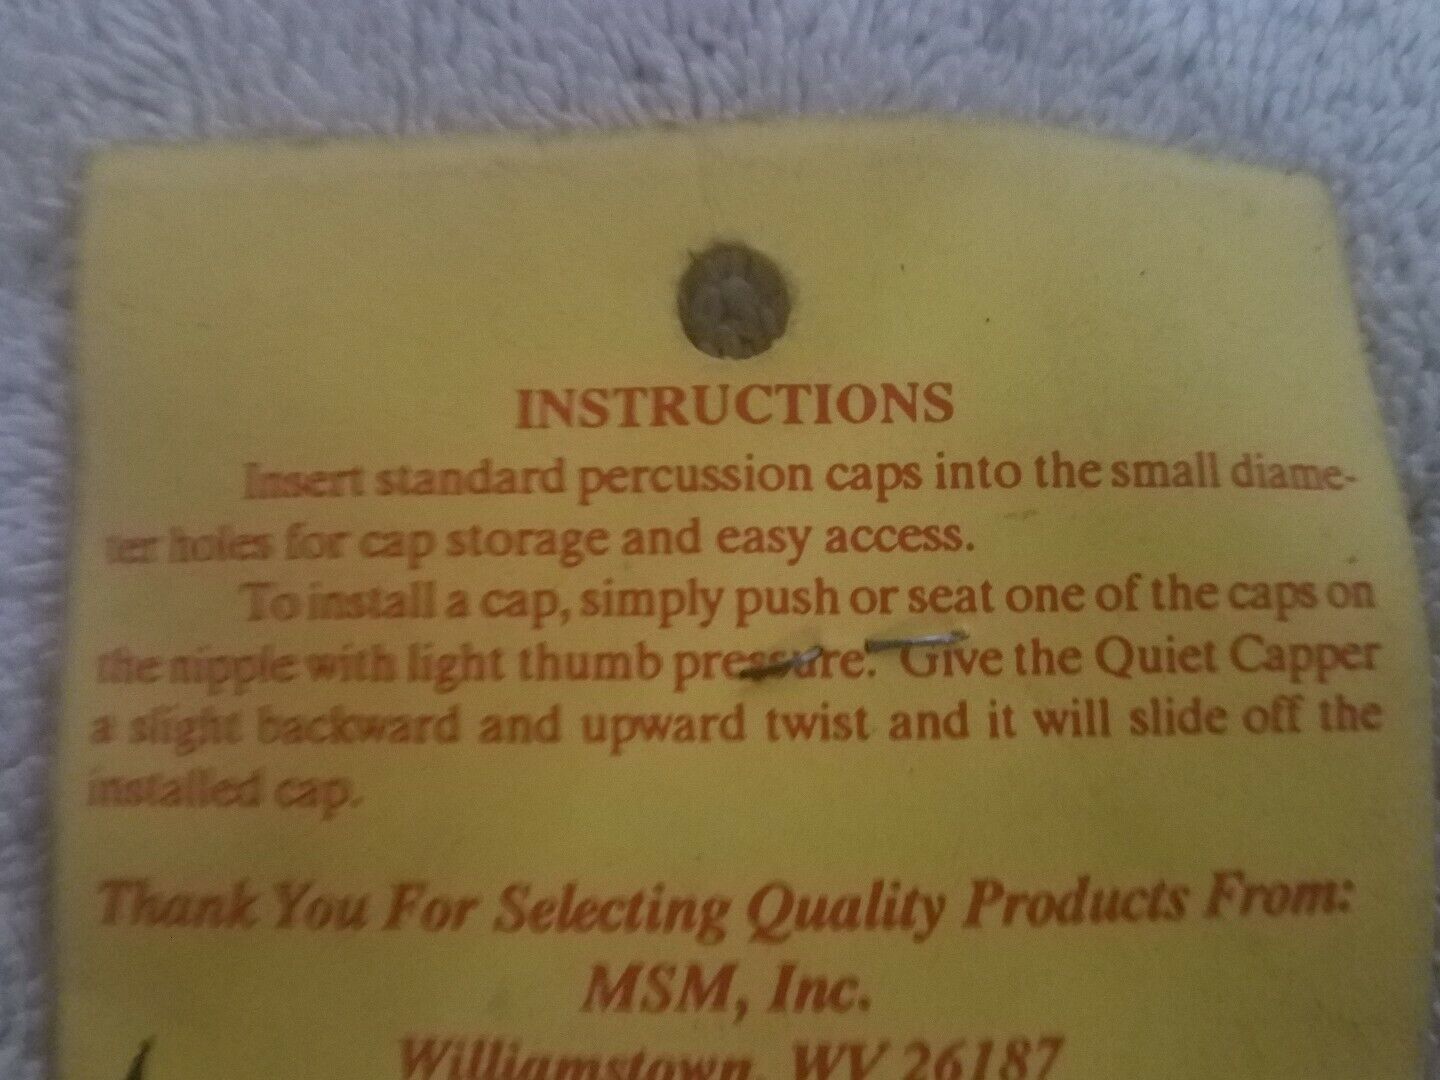 INSTRUCTIONS
Insert standard percussion caps into the small diame-
ter holes for cap storage and easy access.
To install a cap, simply push or seat one of the caps on
the nipple with light thumb pressure. Give the Quiet Capper
a slight backward and upward twist and it will slide off the
installed cap.
Thank You For Selecting Quality Products From:
MSM, Inc.
Williamstown, WV 26187